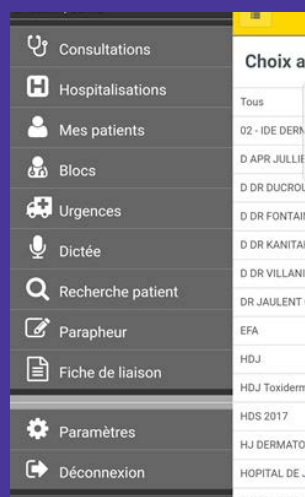 Consultations
Hospitalisations
Mes patients
Blocs
Urgences
Dictée
Recherche patient
Parapheur
Fiche de liaison
Paramètres
Déconnexion
Choix a
Tous
02 - IDE DERN
D APR JULLIE
D DR DUCROU
D DR FONTAIN
D DR KANITAK
D DR VILLANI
DR JAULENT
EFA
HDJ
HDJ Toxiderm
HDS 2017
HJ DERMATO
HOPITAL DE J